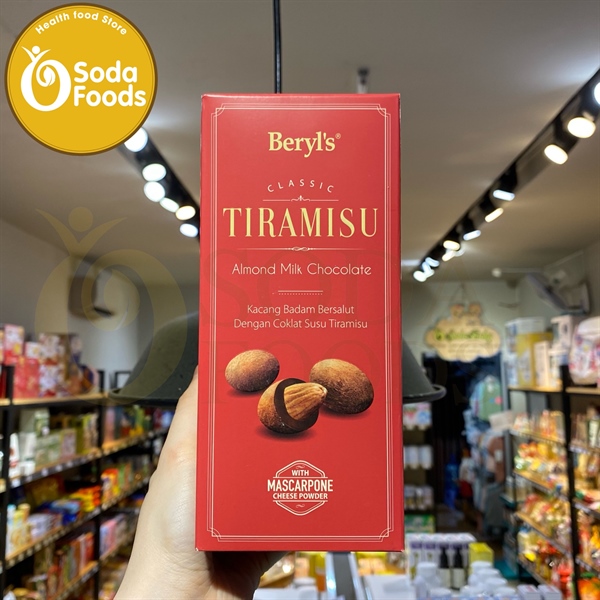 Health food Store
Soda
Foods
Beryl's®
CLASSIC
TIRAMISU
Almond Milk Chocolate
Kacang Badam Bersalut
Dengan Coklat Susu Tiramisu
WITH
MASCARPONE
CHEESE POWDER